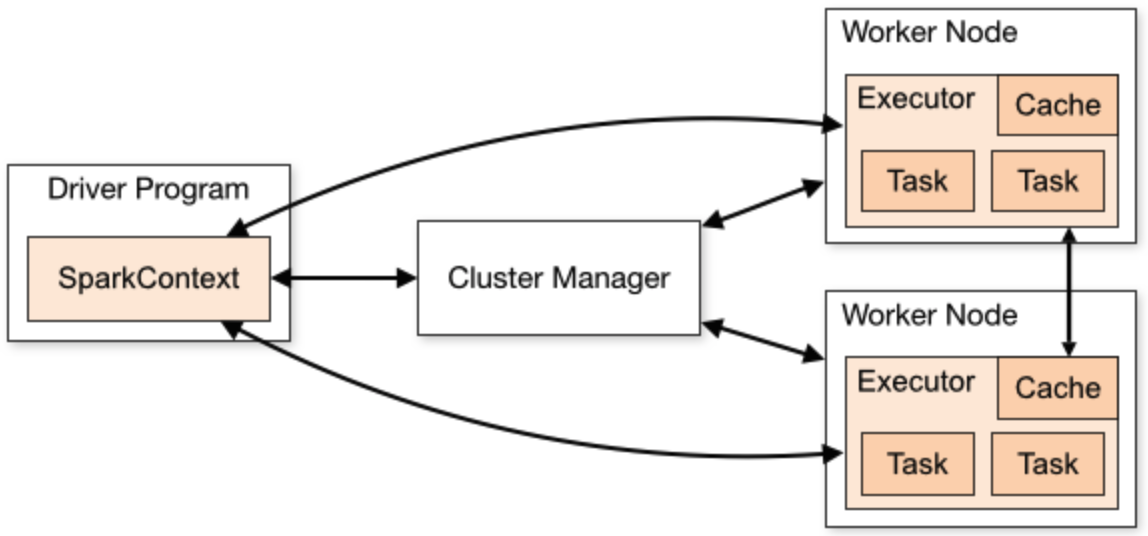 Driver Program
SparkContext
Cluster Manager
Worker Node
Executor
Cache
Task
Task
Worker Node
Executor
Cache
Task
Task